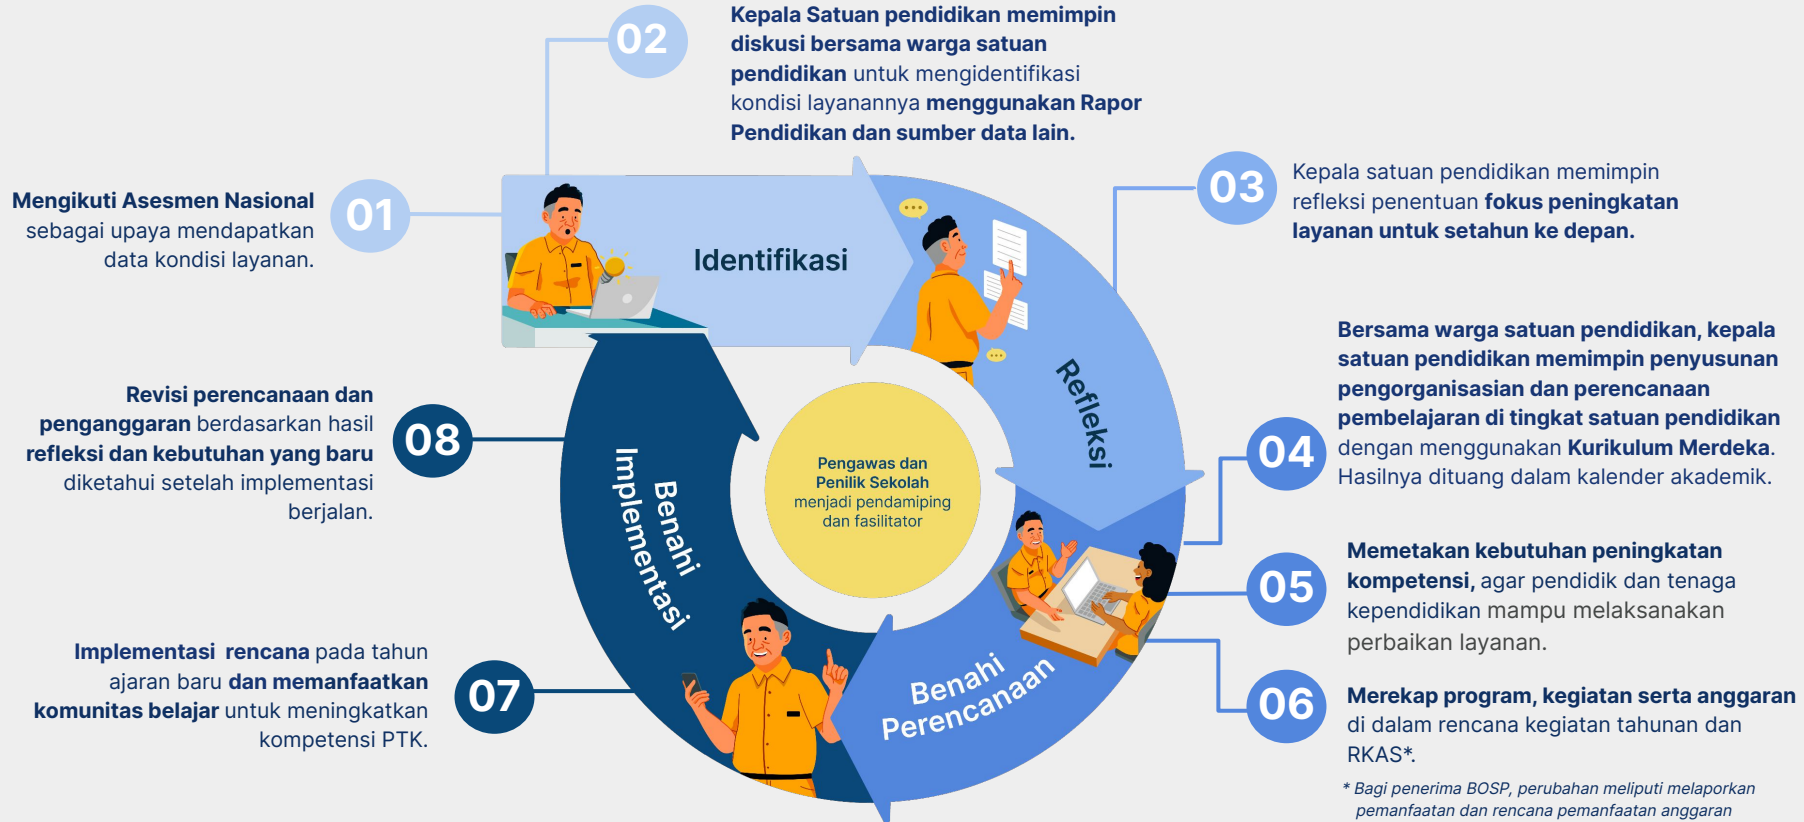 01
Mengikuti Asesmen Nasional
sebagai upaya mendapatkan
data kondisi layanan.
02
Kepala Satuan pendidikan memimpin
diskusi bersama warga satuan
pendidikan untuk mengidentifikasi
kondisi layanannya menggunakan Rapor
Pendidikan dan sumber data lain.
Identifikasi
03
Kepala satuan pendidikan memimpin
refleksi penentuan fokus peningkatan
layanan untuk setahun ke depan.
Refleksi
04
Bersama warga satuan pendidikan, kepala
satuan pendidikan memimpin penyusunan
pengorganisasian dan perencanaan
pembelajaran di tingkat satuan pendidikan
dengan menggunakan Kurikulum Merdeka.
Hasilnya dituang dalam kalender akademik.
05
Memetakan kebutuhan peningkatan
kompetensi, agar pendidik dan tenaga
kependidikan mampu melaksanakan
perbaikan layanan.
06
Merekap program, kegiatan serta anggaran
di dalam rencana kegiatan tahunan dan
RKAS*.
* Bagi penerima BOSP, perubahan meliputi melaporkan
pemanfaatan dan rencana pemanfaatan anggaran
Benahi
Perencanaan
07
Implementasi rencana pada tahun
ajaran baru dan memanfaatkan
komunitas belajar untuk meningkatkan
kompetensi PTK.
08
Revisi perencanaan dan
penganggaran berdasarkan hasil
refleksi dan kebutuhan yang baru
diketahui setelah implementasi
berjalan.
Benahi
Implementasi
Pengawas dan
Penilik Sekolah
menjadi pendamiping
dan fasilitator